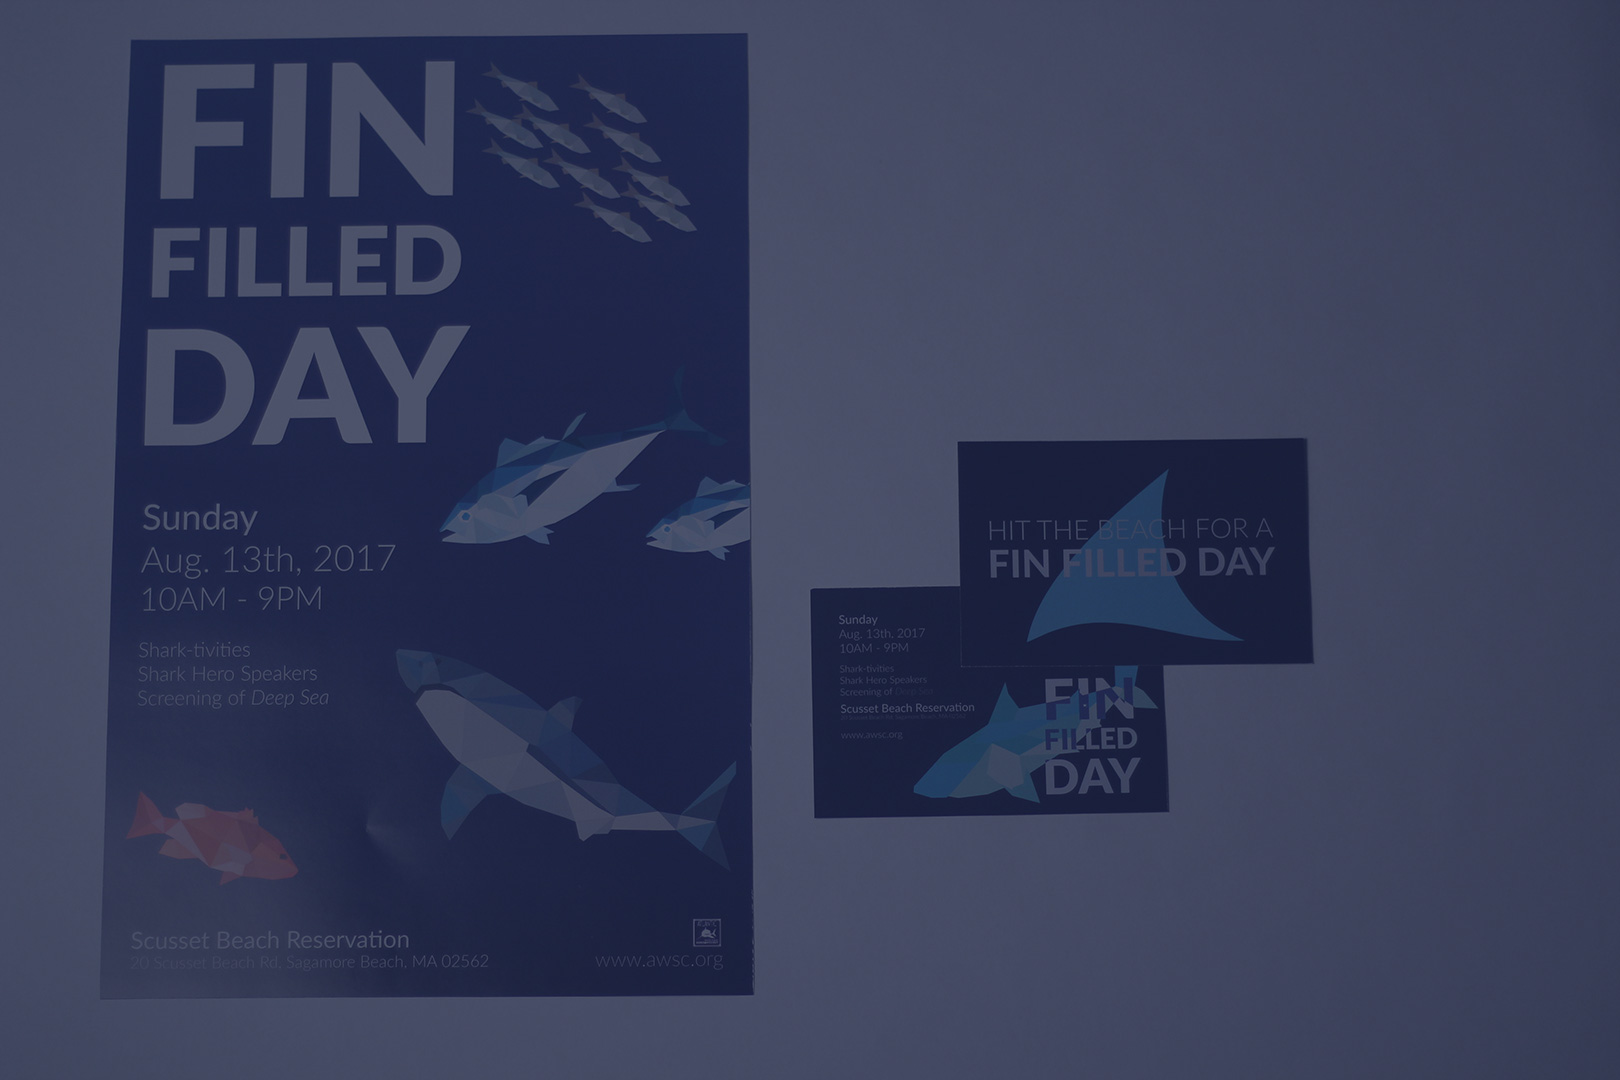 FIN
FILLED
DAY
Sunday
Aug. 13th, 2017
10AM - 9PM
Shark-tivities
Shark Hero Speakers
Screening of Deep Sea
Scusset Beach Reservation
20 Scusset Beach Rd, Sagamore Beach, MA 02562
www.awsc.org
HIT THE BEACH FOR A
FIN FILLED DAY
Sunday
Aug. 13th, 2017
10AM - 9PM
Shark-tivities
Shark Hero Speakers
Screening of Deep Sea
Scusset Beach Reservation
www.awsc.org
FIN
FILLED
DAY